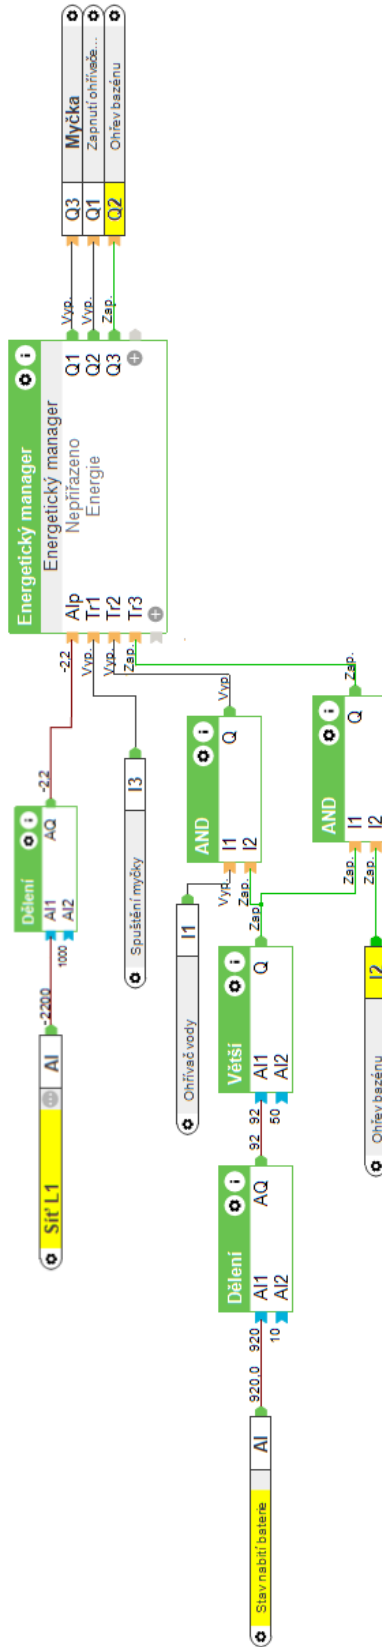 Síť L1
AI
-2200
Dělení
AI1
AI2
1000
AQ
-2.2
-2.2
Energetický manager
Energetický manager
Nepřiřazeno
Energie
AIp
Tr1
Tr2
Tr3
Q1
Q2
Q3
Vyp.
Vyp.
Zap.
Vyp.
Vyp.
Zap.
Q3
Myčka
Q1
Zapnutí ohřívače...
Q2
Ohřev bazénu
Spuštění myčky
I3
Ohřívač vody
I1
Vyp.
Zap.
AND
I1
I2
Q
Vyp.
Stav nabití baterie
AI
920,0
920
Dělení
AI1
AI2
10
AQ
92
92
Větší
AI1
AI2
50
Q
Zap.
Ohřev bazénu
I2
Zap.
Zap.
AND
I1
I2
Q
Zap.
Zap.